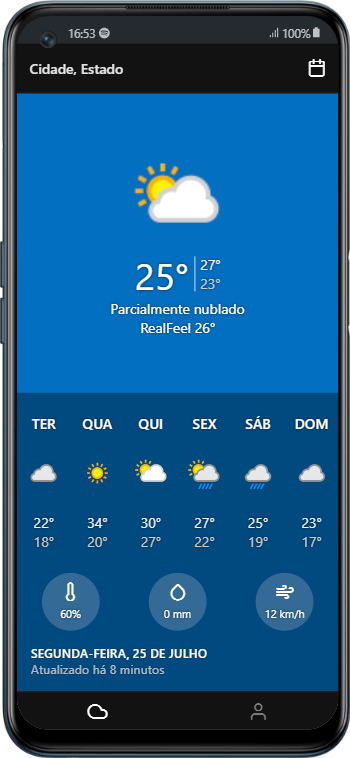 16:53 100%
Cidade, Estado
25° 27°
23°
Parcialmente nublado
RealFeel 26°
TER QUA QUI SEX SÁB DOM
22° 34° 30° 27° 25° 23°
18° 20° 27° 22° 19° 17°
60% 0 mm 12 km/h
SEGUNDA-FEIRA, 25 DE JULHO
Atualizado há 8 minutos